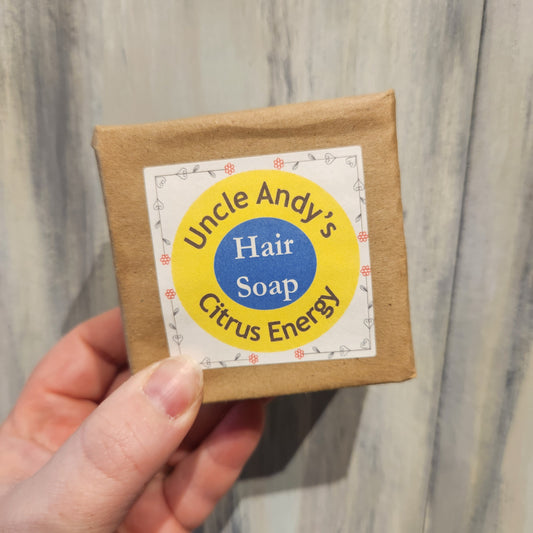 Uncle Andy's
Hair
Soap
Citrus Energy